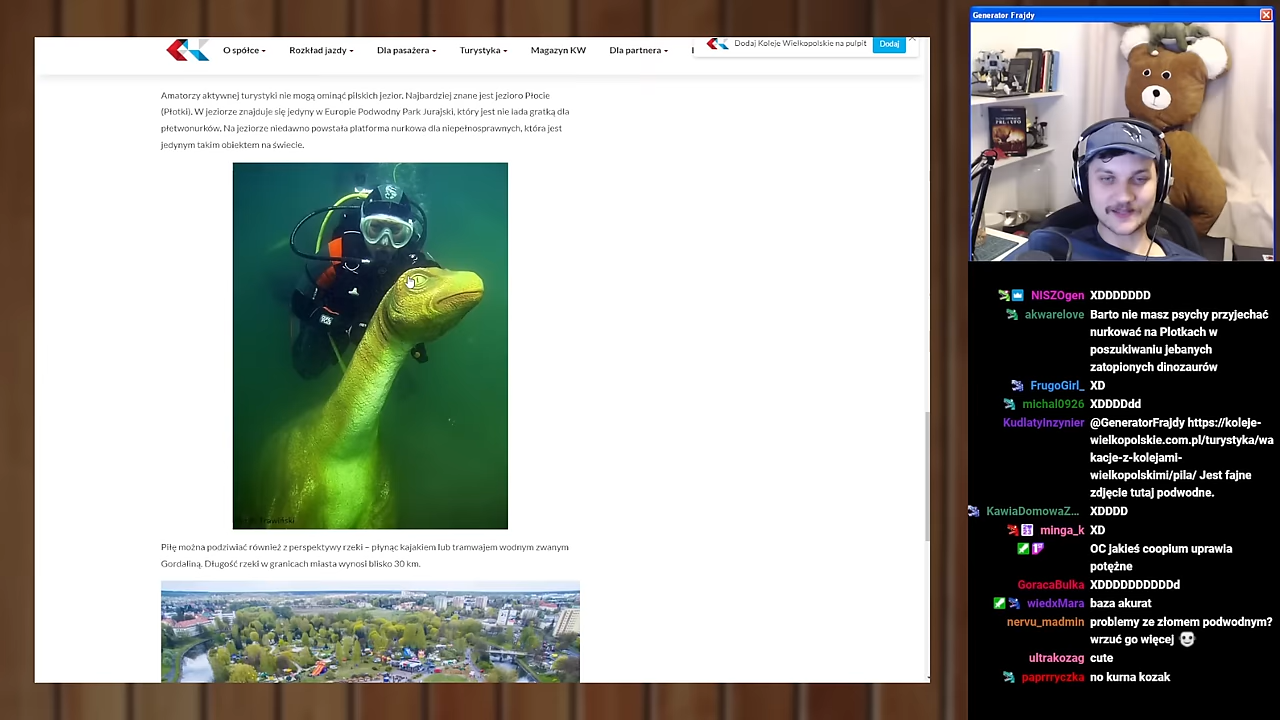 Generator Frajdy
O spółce
Rozkład jazdy
Dla pasażera
Turystyka
Magazyn KW
Dla partnera
Dodaj Koleje Wielkopolskie na pulpit
Dodaj
Amatorzy aktywnej turystyki nie mogą ominąć pilskich jezior. Najbardziej znane jest jezioro Płocie
(Płotki). W jeziorze znajduje się jedyny w Europie Podwodny Park Jurajski, który jest nie lada gratką dla
płetwonurków. Na jeziorze niedawno powstała platforma nurkowa dla niepełnosprawnych, która jest
jedynym takim obiektem na świecie.
Piłę można podziwiać również z perspektywy rzeki – płynąc kajakiem lub tramwajem wodnym zwanym
Gordaliną. Długość rzeki w granicach miasta wynosi blisko 30 km.
NISZOgen XDDDDDDD
akwarelove Barto nie masz psychy przyjechać
nurkować na Plotkach w
poszukiwaniu jebanych
zatopionych dinozaurów
FrugoGirl_ XD
michal0926 XDDDDdd
KudlatyInzynier @GeneratorFrajdy https://koleje-
wielkopolskie.com.pl/turystyka/wa
kacje-z-kolejami-
wielkopolskimi/pila/ Jest fajne
zdjęcie tutaj podwodne.
KawiaDomowaZ... XDDDD
minga_k XD
OC jakieś coopium uprawia
potężne
GoracaBulka XDDDDDDDDDDd
wiedxMara baza akurat
nervu_madmin problemy ze złomem podwodnym?
wrzuć go więcej
ultrakozag cute
paprrryczka no kurna kozak